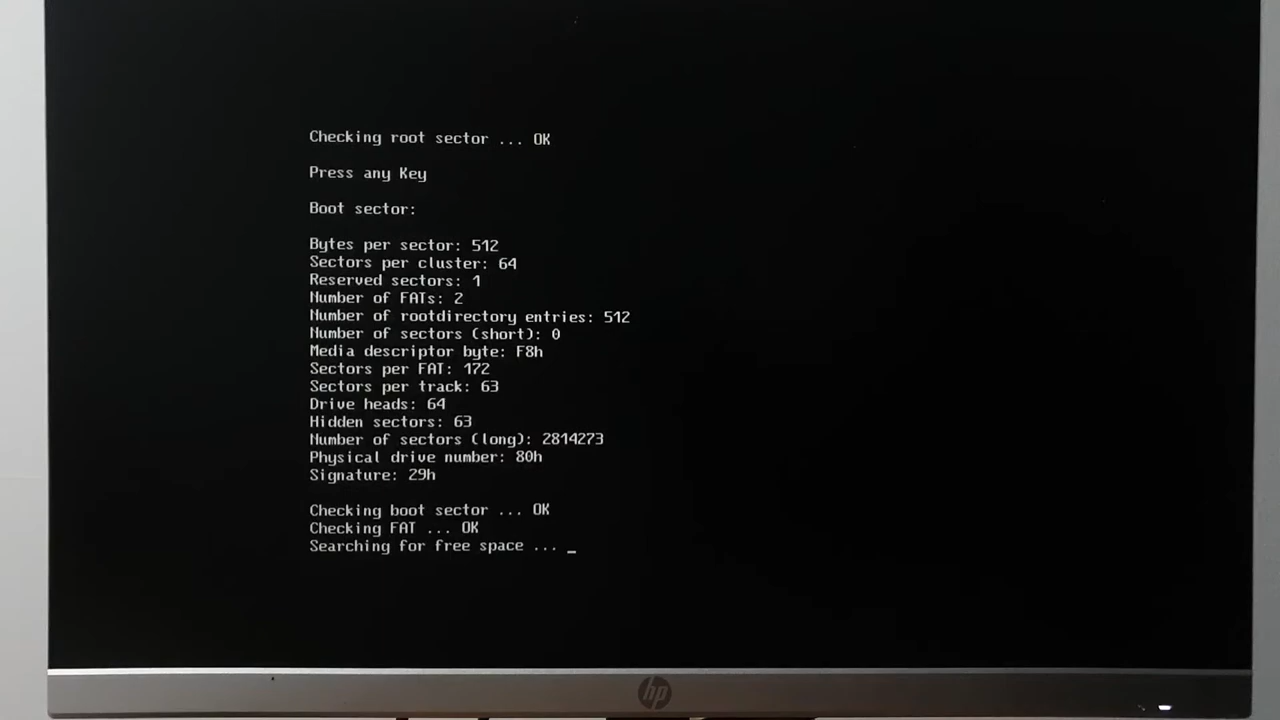 Checking root sector ... OK
Press any Key
Boot sector:
Bytes per sector: 512
Sectors per cluster: 64
Reserved sectors: 1
Number of FATs: 2
Number of rootdirectory entries: 512
Number of sectors (short): 0
Media descriptor byte: F8h
Sectors per FAT: 172
Sectors per track: 63
Drive heads: 64
Hidden sectors: 63
Number of sectors (long): 2814273
Physical drive number: 80h
Signature: 29h
Checking boot sector ... OK
Checking FAT ... OK
Searching for free space ... _
hp